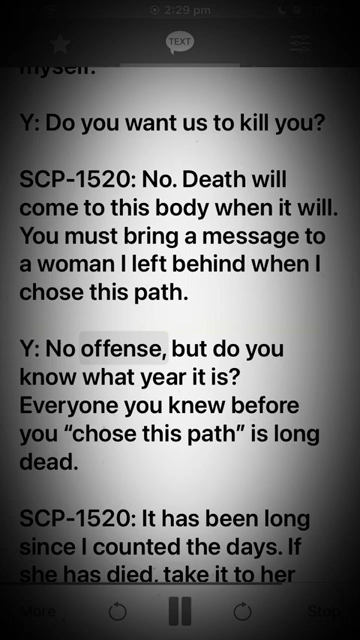 2:29 pm
TEXT
myself.
Y: Do you want us to kill you?
SCP-1520: No. Death will
come to this body when it will.
You must bring a message to
a woman I left behind when I
chose this path.
Y: No offense, but do you
know what year it is?
Everyone you knew before
you “chose this path” is long
dead.
SCP-1520: It has been long
since I counted the days. If
she has died, take it to her
More
Stop